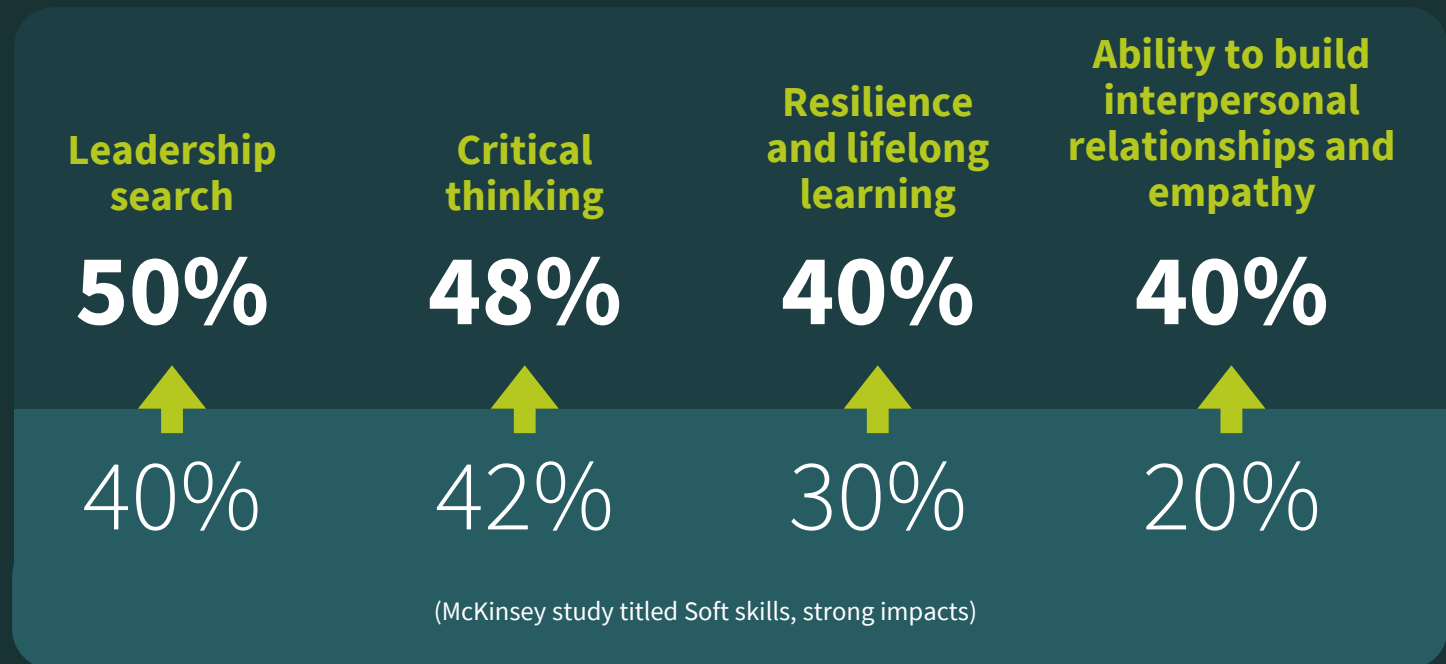 Leadership
search
50%
40%
Critical
thinking
48%
42%
Resilience
and lifelong
learning
40%
30%
Ability to build
interpersonal
relationships and
empathy
40%
20%
(McKinsey study titled Soft skills, strong impacts)